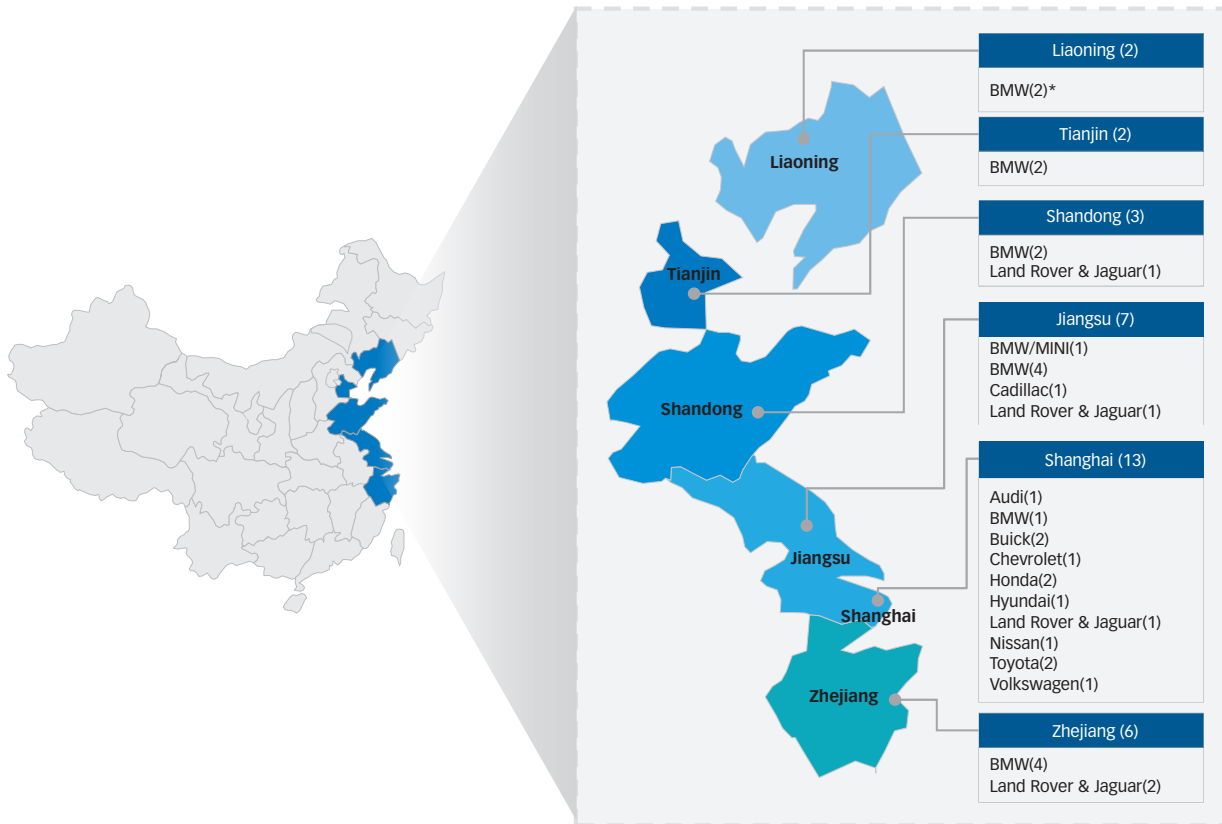 Liaoning (2)
BMW(2)*
Tianjin (2)
BMW(2)
Shandong (3)
BMW(2)
Land Rover & Jaguar(1)
Jiangsu (7)
BMW/MINI(1)
BMW(4)
Cadillac(1)
Land Rover & Jaguar(1)
Shanghai (13)
Audi(1)
BMW(1)
Buick(2)
Chevrolet(1)
Honda(2)
Hyundai(1)
Land Rover & Jaguar(1)
Nissan(1)
Toyota(2)
Volkswagen(1)
Zhejiang (6)
BMW(4)
Land Rover & Jaguar(2)
Liaoning
Tianjin
Shandong
Jiangsu
Shanghai
Zhejiang